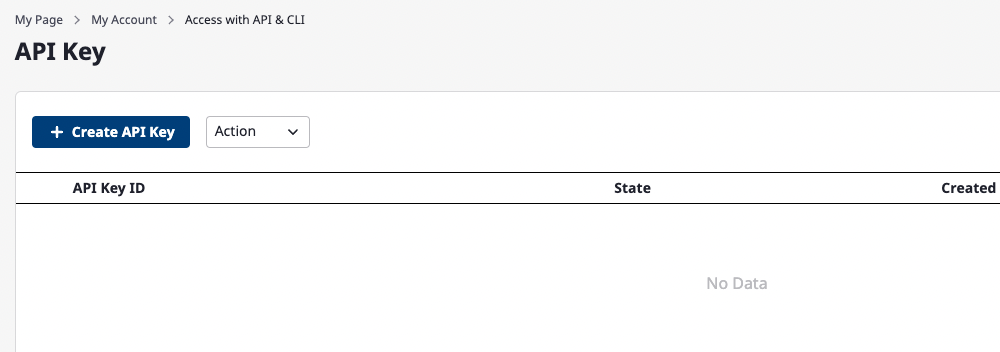 My Page > My Account > Access with API & CLI
API Key
+ Create API Key Action
API Key ID State Created
No Data